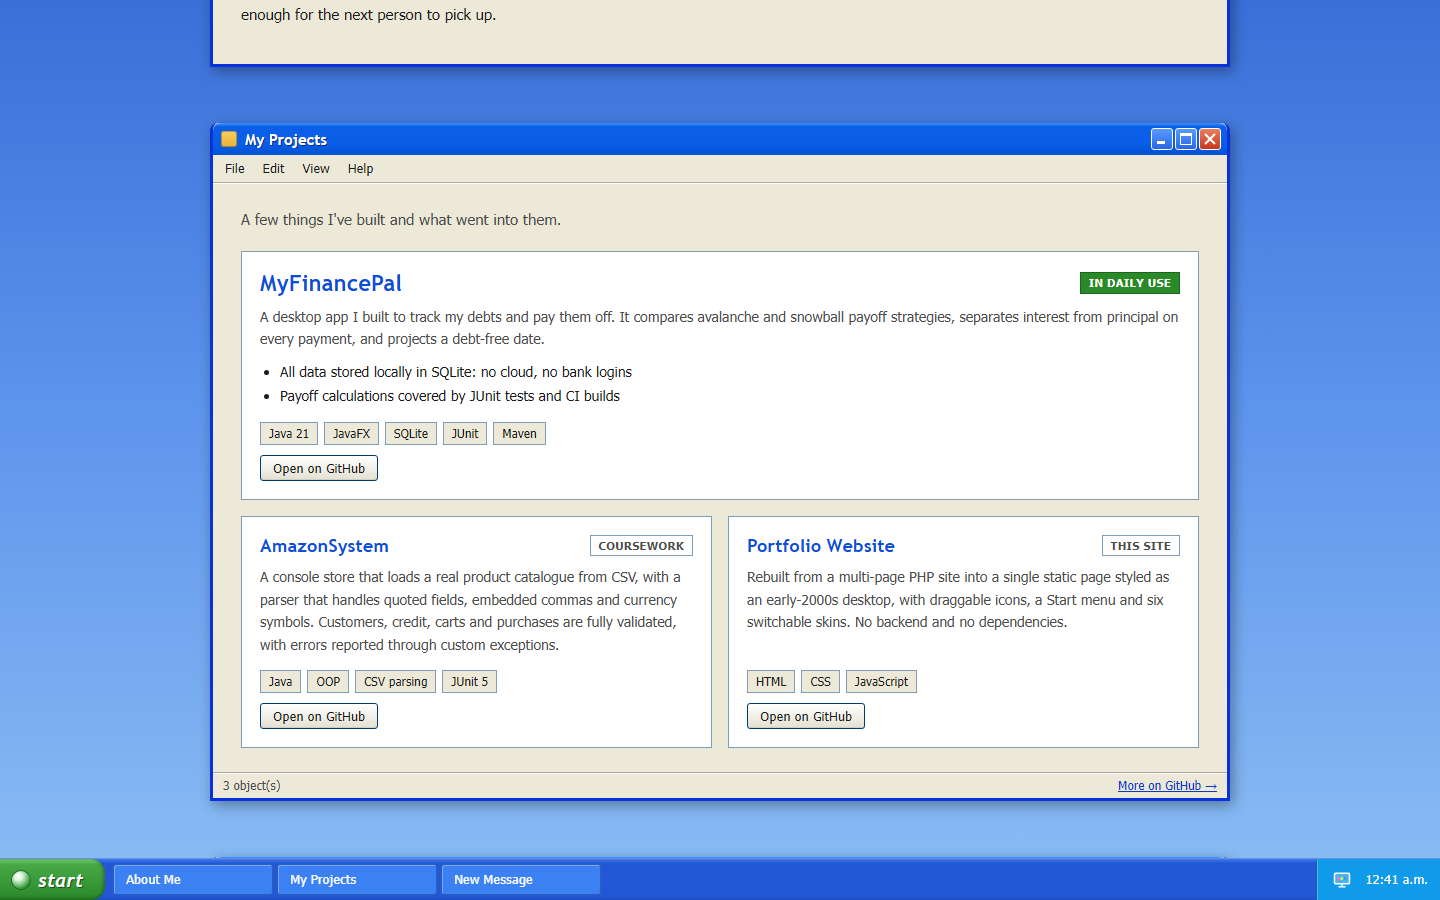 enough for the next person to pick up.
My Projects
File Edit View Help
A few things I've built and what went into them.
MyFinancePal
IN DAILY USE
A desktop app I built to track my debts and pay them off. It compares avalanche and snowball payoff strategies, separates interest from principal on
every payment, and projects a debt-free date.
• All data stored locally in SQLite: no cloud, no bank logins
• Payoff calculations covered by JUnit tests and CI builds
Java 21 JavaFX SQLite JUnit Maven
Open on GitHub
AmazonSystem
COURSEWORK
A console store that loads a real product catalogue from CSV, with a
parser that handles quoted fields, embedded commas and currency
symbols. Customers, credit, carts and purchases are fully validated,
with errors reported through custom exceptions.
Java OOP CSV parsing JUnit 5
Open on GitHub
Portfolio Website
THIS SITE
Rebuilt from a multi-page PHP site into a single static page styled as
an early-2000s desktop, with draggable icons, a Start menu and six
switchable skins. No backend and no dependencies.
HTML CSS JavaScript
Open on GitHub
3 object(s)
More on GitHub →
start
About Me
My Projects
New Message
12:41 a.m.